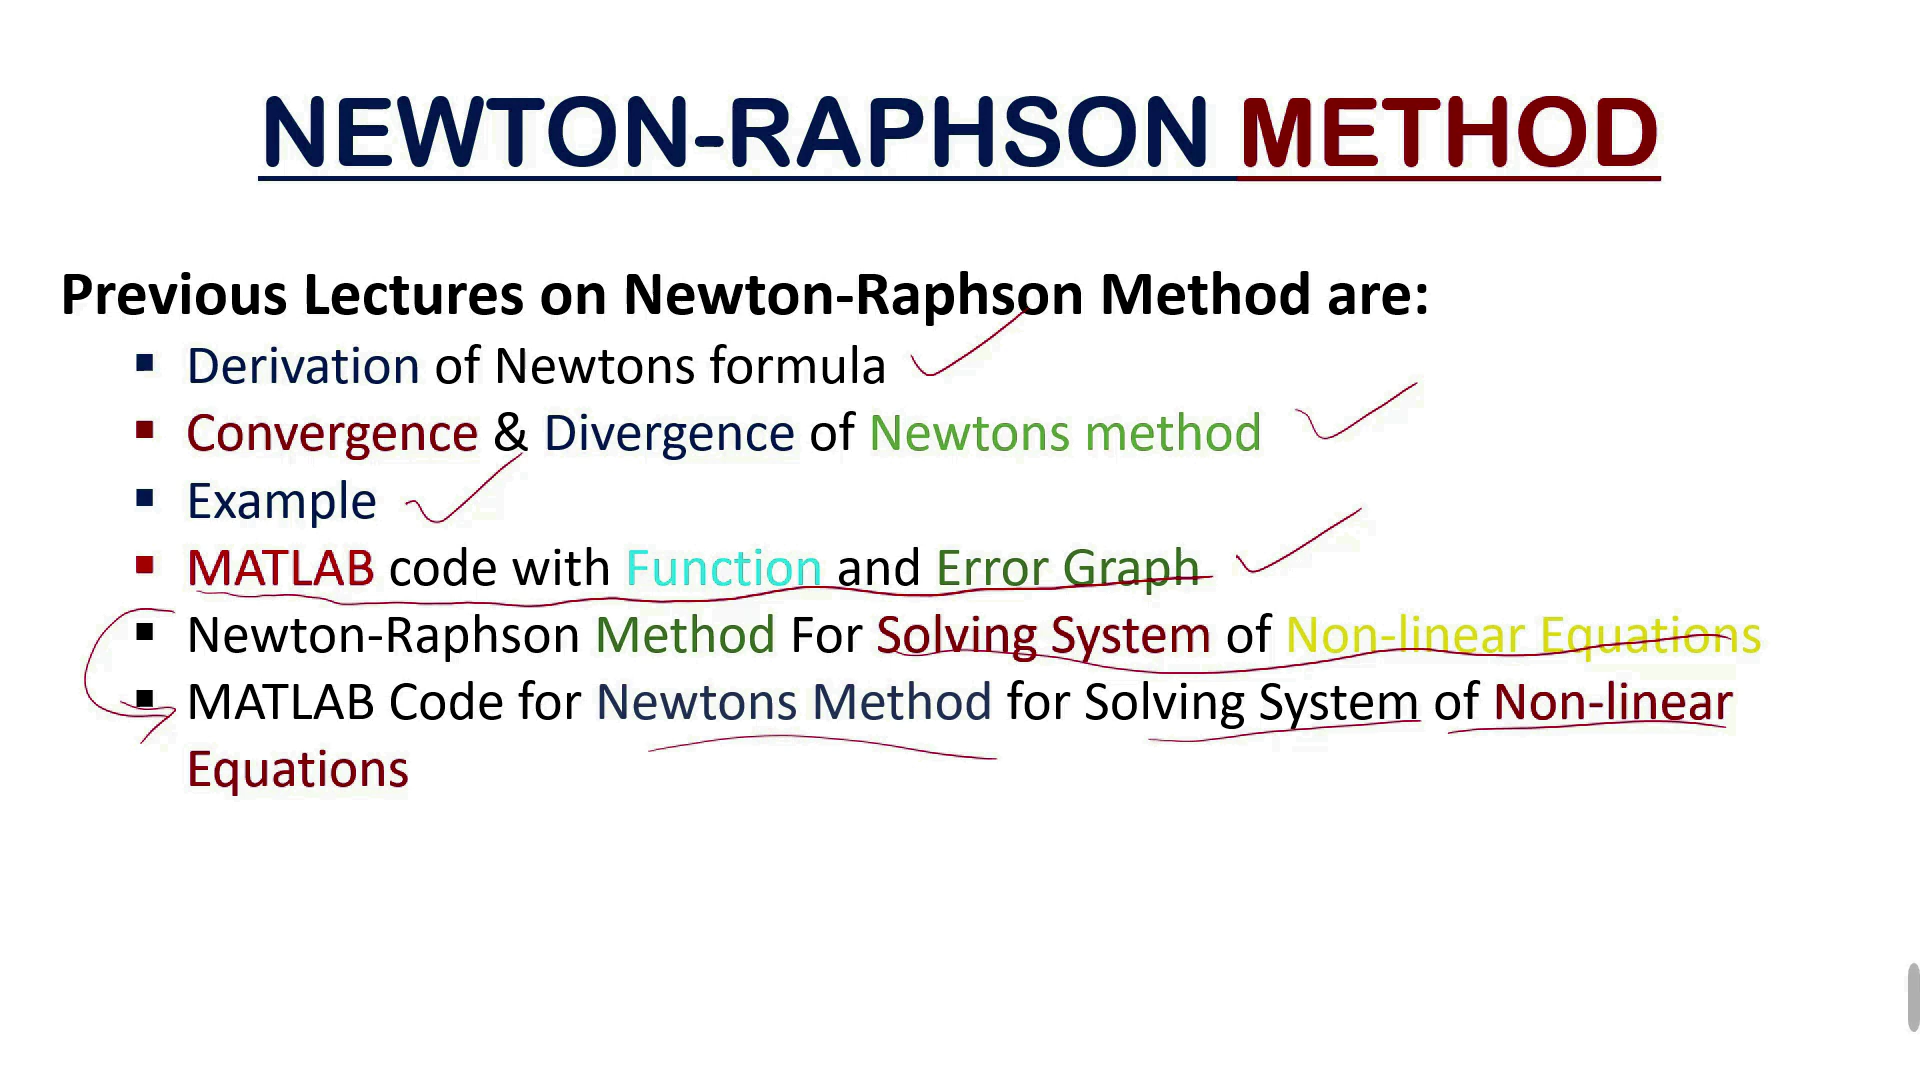 NEWTON-RAPHSON METHOD
Previous Lectures on Newton-Raphson Method are:
▪ Derivation of Newtons formula
▪ Convergence & Divergence of Newtons method
▪ Example
▪ MATLAB code with Function and Error Graph
▪ Newton-Raphson Method For Solving System of Non-linear Equations
▪ MATLAB Code for Newtons Method for Solving System of Non-linear
Equations